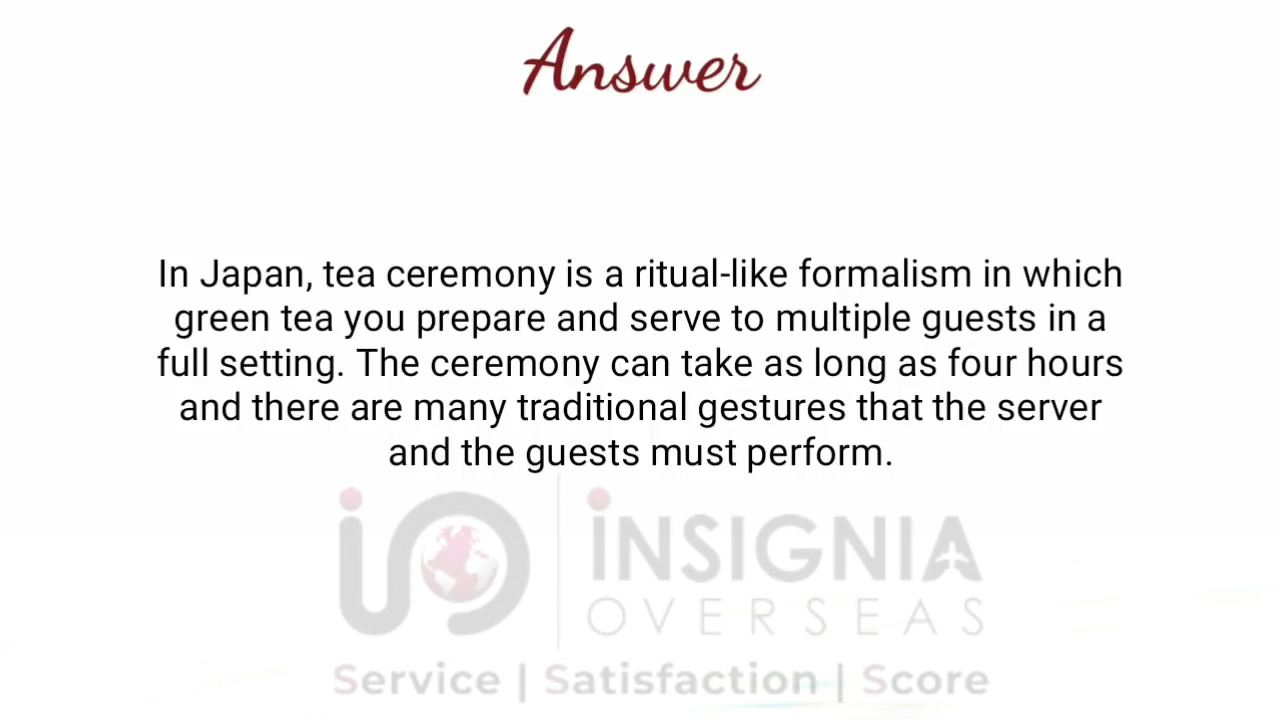 Answer
In Japan, tea ceremony is a ritual-like formalism in which
green tea you prepare and serve to multiple guests in a
full setting. The ceremony can take as long as four hours
and there are many traditional gestures that the server
and the guests must perform.
iNSIGNIA
OVERSEAS
Service | Satisfaction | Score